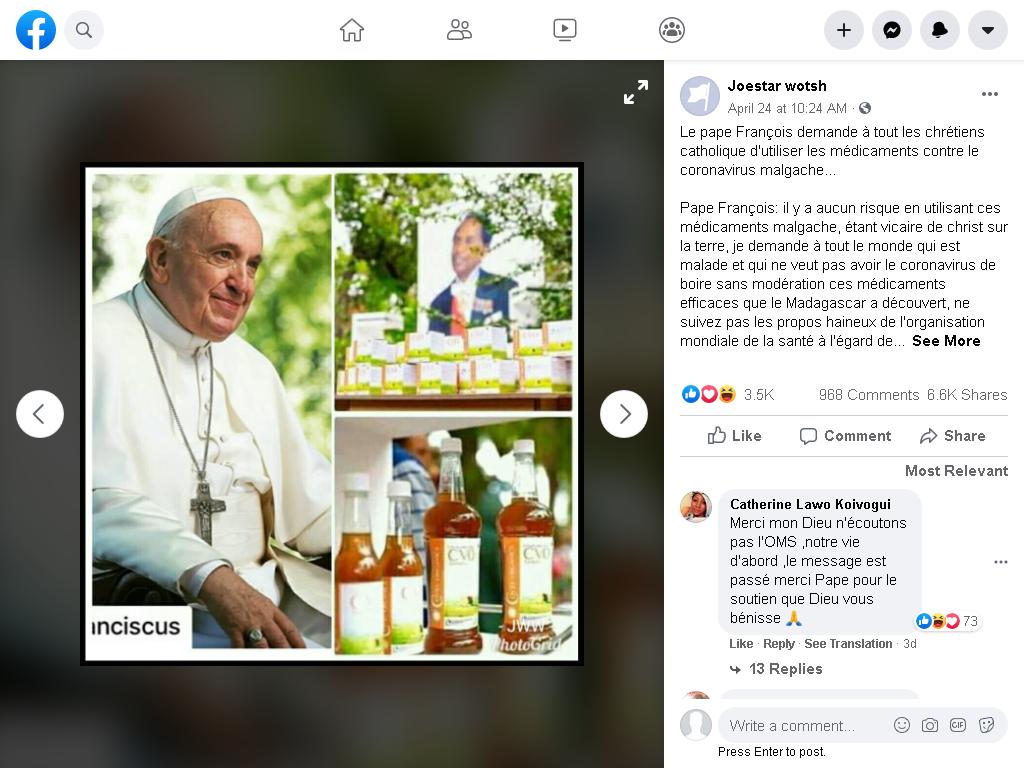 Joestar wotsh
April 24 at 10:24 AM ·
Le pape François demande à tout les chrétiens
catholique d'utiliser les médicaments contre le
coronavirus malgache...
Pape François: il y a aucun risque en utilisant ces
médicaments malgache, étant vicaire de christ sur
la terre, je demande à tout le monde qui est
malade et qui ne veut pas avoir le coronavirus de
boire sans modération ces médicaments
efficaces que le Madagascar a découvert, ne
suivez pas les propos haineux de l'organisation
mondiale de la santé à l'égard de... See More
3.5K 968 Comments 6.6K Shares
Like Comment Share
Most Relevant
Catherine Lawo Koivogui
Merci mon Dieu n'écoutons
pas l'OMS ,notre vie
d'abord ,le message est
passé merci Pape pour le
soutien que Dieu vous
bénisse 🙏
73
Like · Reply · See Translation · 3d
13 Replies
Write a comment...
GIF
Press Enter to post.
anciscus
CVO
JWW
PhotoGrid